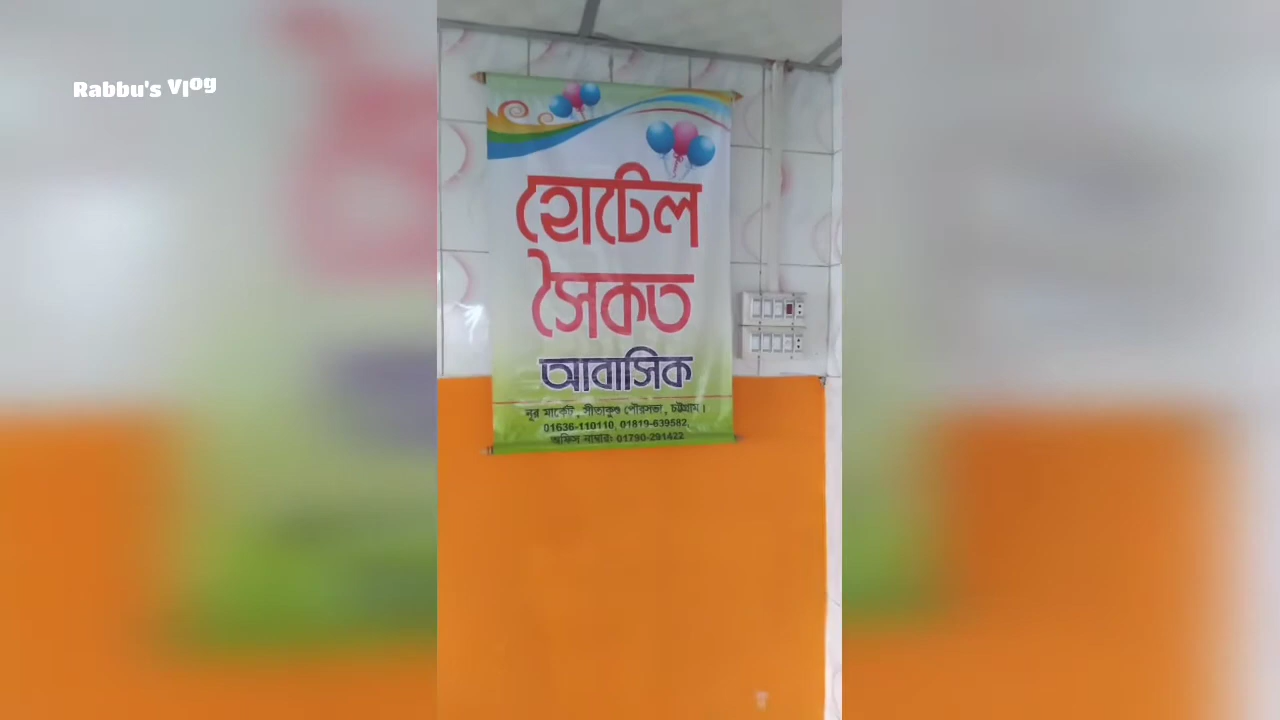 Rabbu's Vlog
হোটেল
সৈকত
আবাসিক
নুর মার্কেট, সীতাকুণ্ড পৌরসভা, চট্টগ্রাম।
01636-110110, 01819-639582,
অফিস নাম্বার: 01790-291422